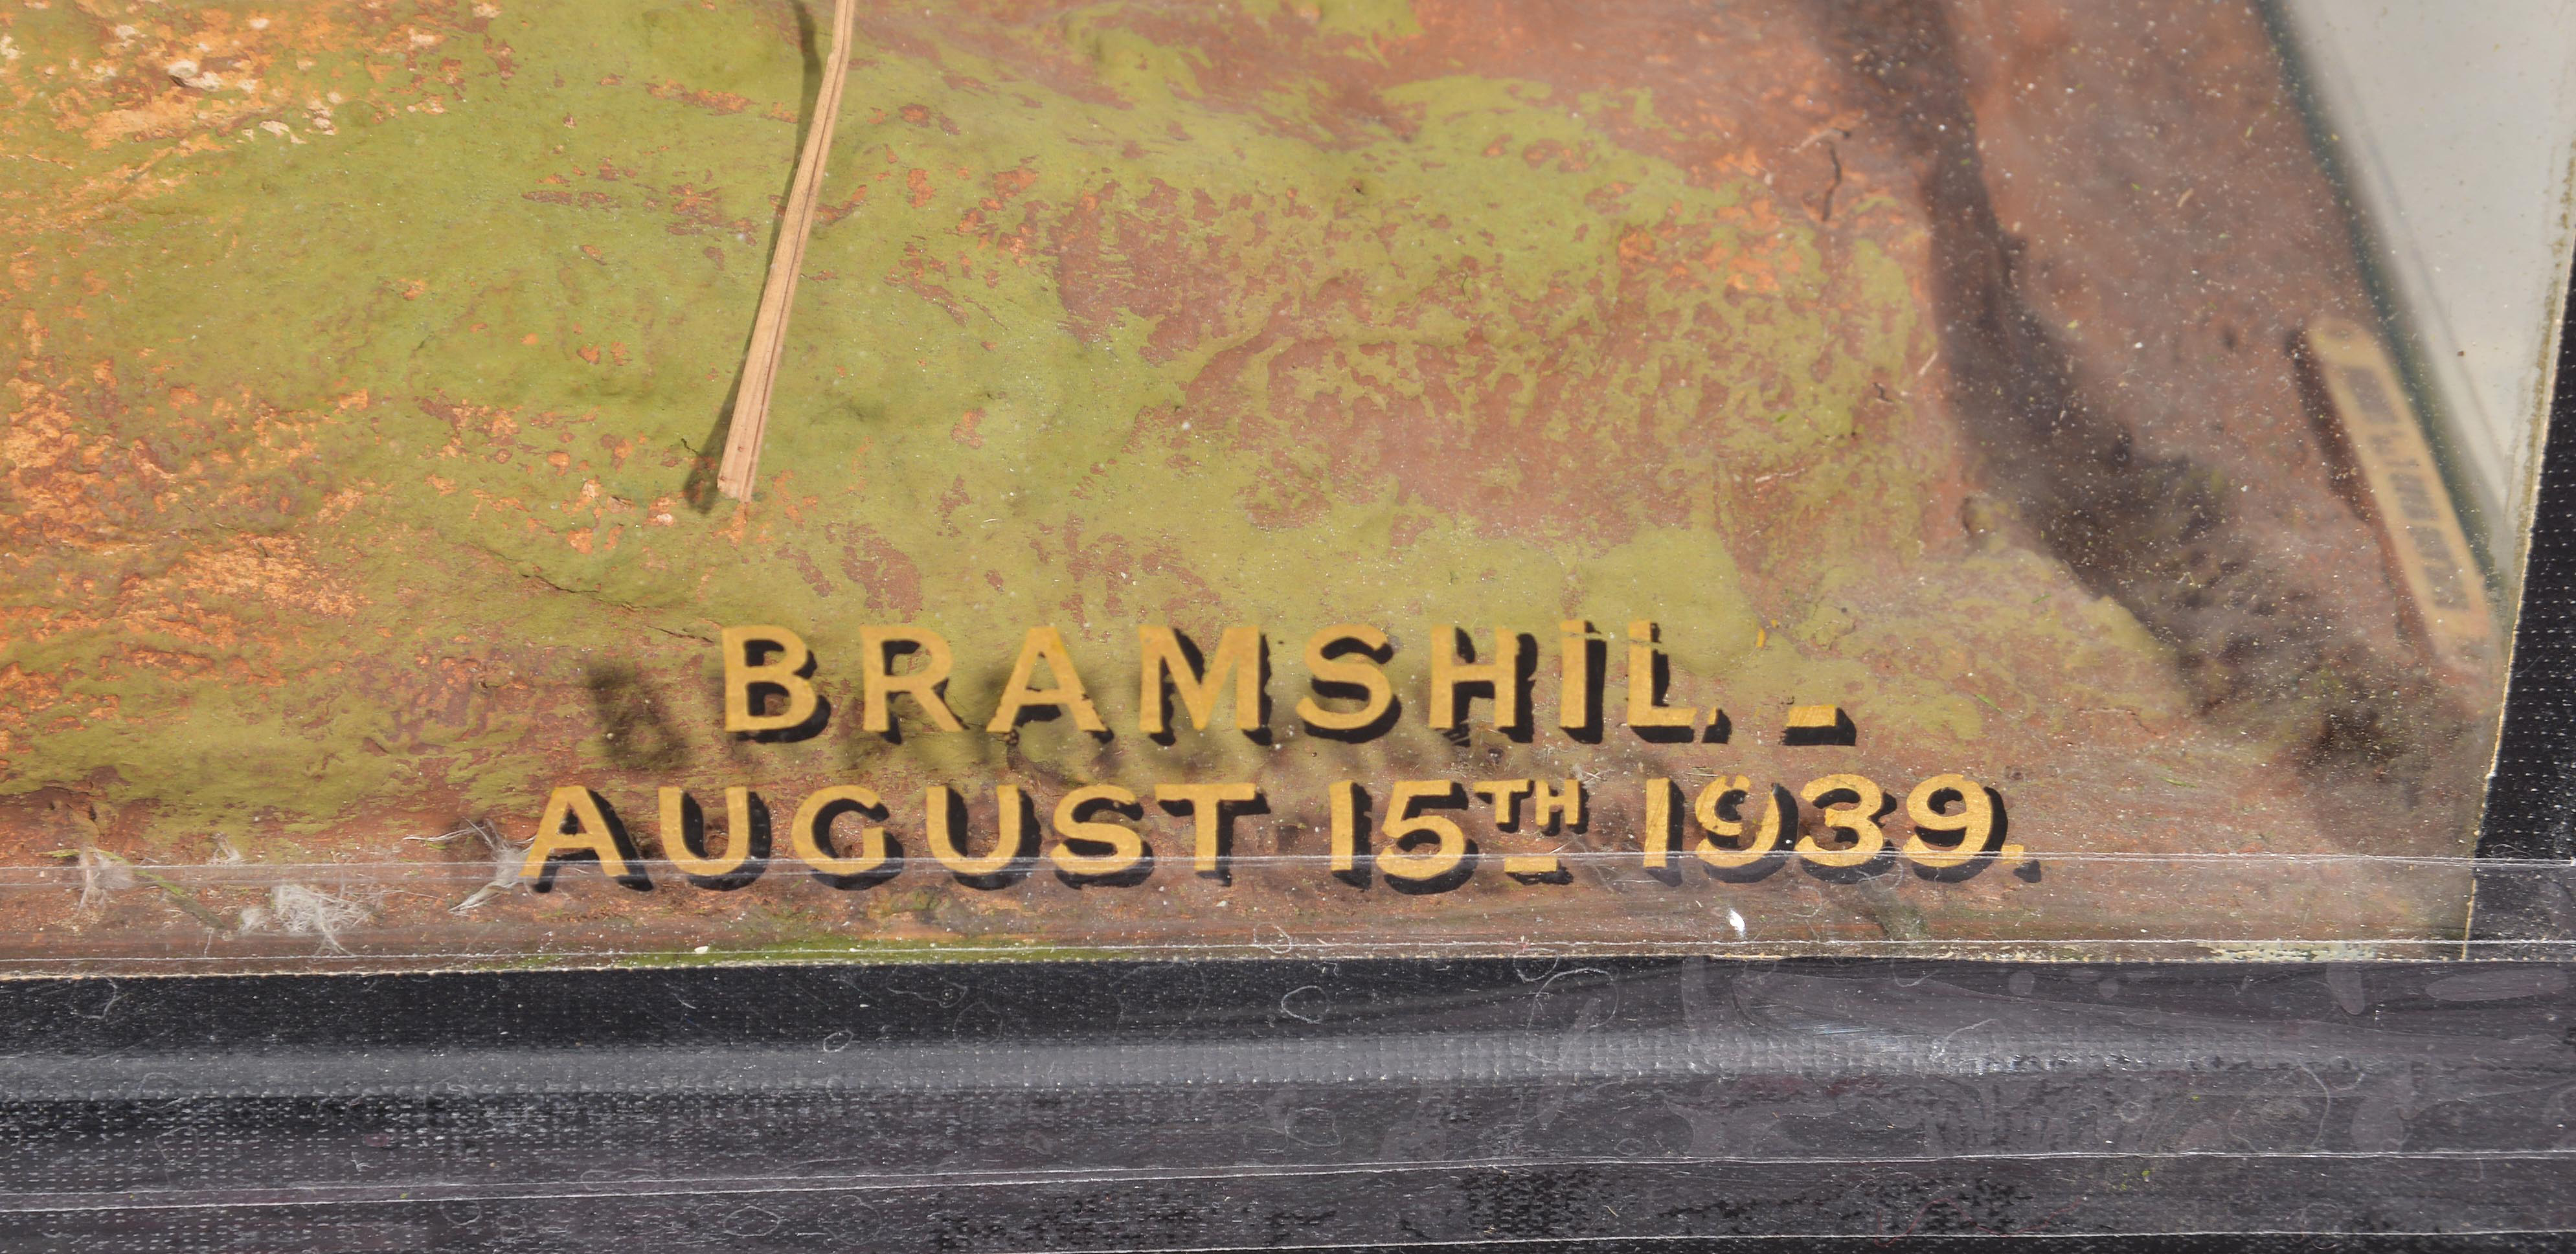 BRAMSHIL _
AUGUST 15TH 1939.